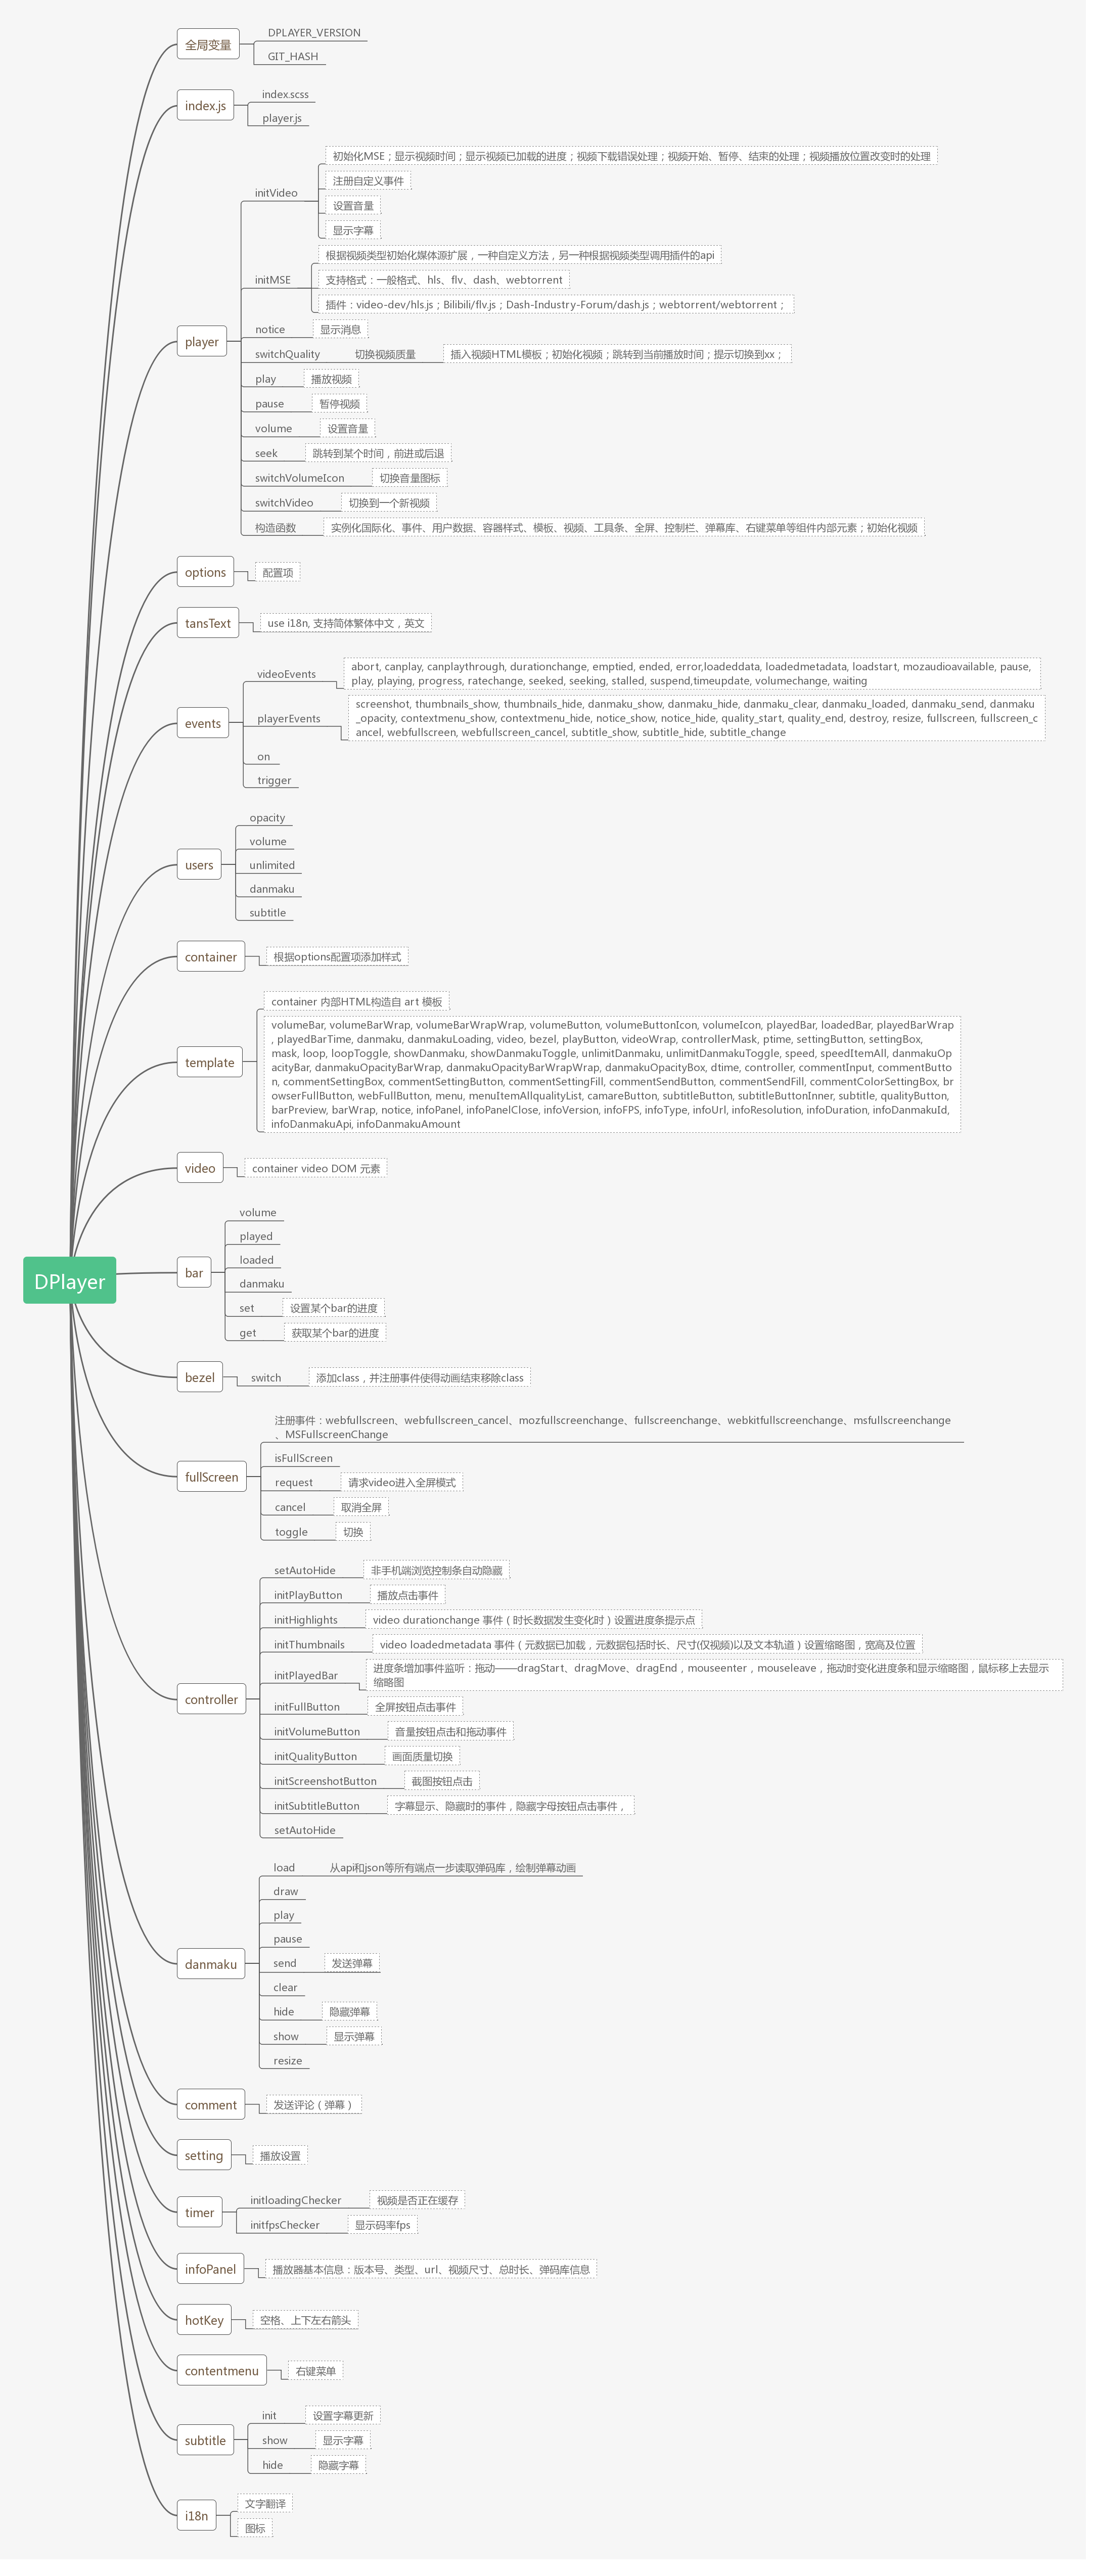 全局变量
DPLAYER_VERSION
GIT_HASH
index.js
index.scss
player.js
player
initVideo
初始化MSE；显示视频时间；显示视频已加载的进度；视频下载错误处理；视频开始、暂停、结束的处理；视频播放位置改变时的处理
注册自定义事件
设置音量
显示字幕
initMSE
根据视频类型初始化媒体源扩展，一种自定义方法，另一种根据视频类型调用插件的api
支持格式：一般格式、hls、flv、dash、webtorrent
插件：video-dev/hls.js；Bilibili/flv.js；Dash-Industry-Forum/dash.js；webtorrent/webtorrent；
notice 显示消息
switchQuality 切换视频质量 插入视频HTML模板；初始化视频；跳转到当前播放时间；提示切换到xx；
play 播放视频
pause 暂停视频
volume 设置音量
seek 跳转到某个时间，前进或后退
switchVolumeIcon 切换音量图标
switchVideo 切换到一个新视频
构造函数 实例化国际化、事件、用户数据、容器样式、模板、视频、工具条、全屏、控制栏、弹幕库、右键菜单等组件内部元素；初始化视频
options 配置项
tansText use i18n, 支持简体繁体中文，英文
events
videoEvents
abort, canplay, canplaythrough, durationchange, emptied, ended, error,loadeddata, loadedmetadata, loadstart, mozaudioavailable, pause,
play, playing, progress, ratechange, seeked, seeking, stalled, suspend,timeupdate, volumechange, waiting
playerEvents
screenshot, thumbnails_show, thumbnails_hide, danmaku_show, danmaku_hide, danmaku_clear, danmaku_loaded, danmaku_send, danmaku
_opacity, contextmenu_show, contextmenu_hide, notice_show, notice_hide, quality_start, quality_end, destroy, resize, fullscreen, fullscreen_c
ancel, webfullscreen, webfullscreen_cancel, subtitle_show, subtitle_hide, subtitle_change
on
trigger
users
opacity
volume
unlimited
danmaku
subtitle
container 根据options配置项添加样式
template
container 内部HTML构造自 art 模板
volumeBar, volumeBarWrap, volumeBarWrapWrap, volumeButton, volumeButtonIcon, volumeIcon, playedBar, loadedBar, playedBarWrap
, playedBarTime, danmaku, danmakuLoading, video, bezel, playButton, videoWrap, controllerMask, ptime, settingButton, settingBox,
mask, loop, loopToggle, showDanmaku, showDanmakuToggle, unlimitDanmaku, unlimitDanmakuToggle, speed, speedItemAll, danmakuOp
acityBar, danmakuOpacityBarWrap, danmakuOpacityBarWrapWrap, danmakuOpacityBox, dtime, controller, commentInput, commentButto
n, commentSettingBox, commentSettingButton, commentSettingFill, commentSendButton, commentSendFill, commentColorSettingBox, br
owserFullButton, webFullButton, menu, menuItemAllqualityList, camareButton, subtitleButton, subtitleButtonInner, subtitle, qualityButton,
barPreview, barWrap, notice, infoPanel, infoPanelClose, infoVersion, infoFPS, infoType, infoUrl, infoResolution, infoDuration, infoDanmakuId,
infoDanmakuApi, infoDanmakuAmount
video container video DOM 元素
DPlayer
bar
volume
played
loaded
danmaku
set 设置某个bar的进度
get 获取某个bar的进度
bezel switch 添加class，并注册事件使得动画结束移除class
fullScreen
注册事件：webfullscreen、webfullscreen_cancel、mozfullscreenchange、fullscreenchange、webkitfullscreenchange、msfullscreenchange
、MSFullscreenChange
isFullScreen
request 请求video进入全屏模式
cancel 取消全屏
toggle 切换
controller
setAutoHide 非手机端浏览控制条自动隐藏
initPlayButton 播放点击事件
initHighlights video durationchange 事件（时长数据发生变化时）设置进度条提示点
initThumbnails video loadedmetadata 事件（元数据已加载，元数据包括时长、尺寸(仅视频)以及文本轨道）设置缩略图，宽高及位置
initPlayedBar
进度条增加事件监听：拖动——dragStart、dragMove、dragEnd，mouseenter，mouseleave，拖动时变化进度条和显示缩略图，鼠标移上去显示
缩略图
initFullButton 全屏按钮点击事件
initVolumeButton 音量按钮点击和拖动事件
initQualityButton 画面质量切换
initScreenshotButton 截图按钮点击
initSubtitleButton 字幕显示、隐藏时的事件，隐藏字母按钮点击事件，
setAutoHide
danmaku
load 从api和json等所有端点一步读取弹码库，绘制弹幕动画
draw
play
pause
send 发送弹幕
clear
hide 隐藏弹幕
show 显示弹幕
resize
comment 发送评论（弹幕）
setting 播放设置
timer
initloadingChecker 视频是否正在缓存
initfpsChecker 显示码率fps
infoPanel 播放器基本信息：版本号、类型、url、视频尺寸、总时长、弹码库信息
hotKey 空格、上下左右箭头
contentmenu 右键菜单
subtitle
init 设置字幕更新
show 显示字幕
hide 隐藏字幕
i18n
文字翻译
图标